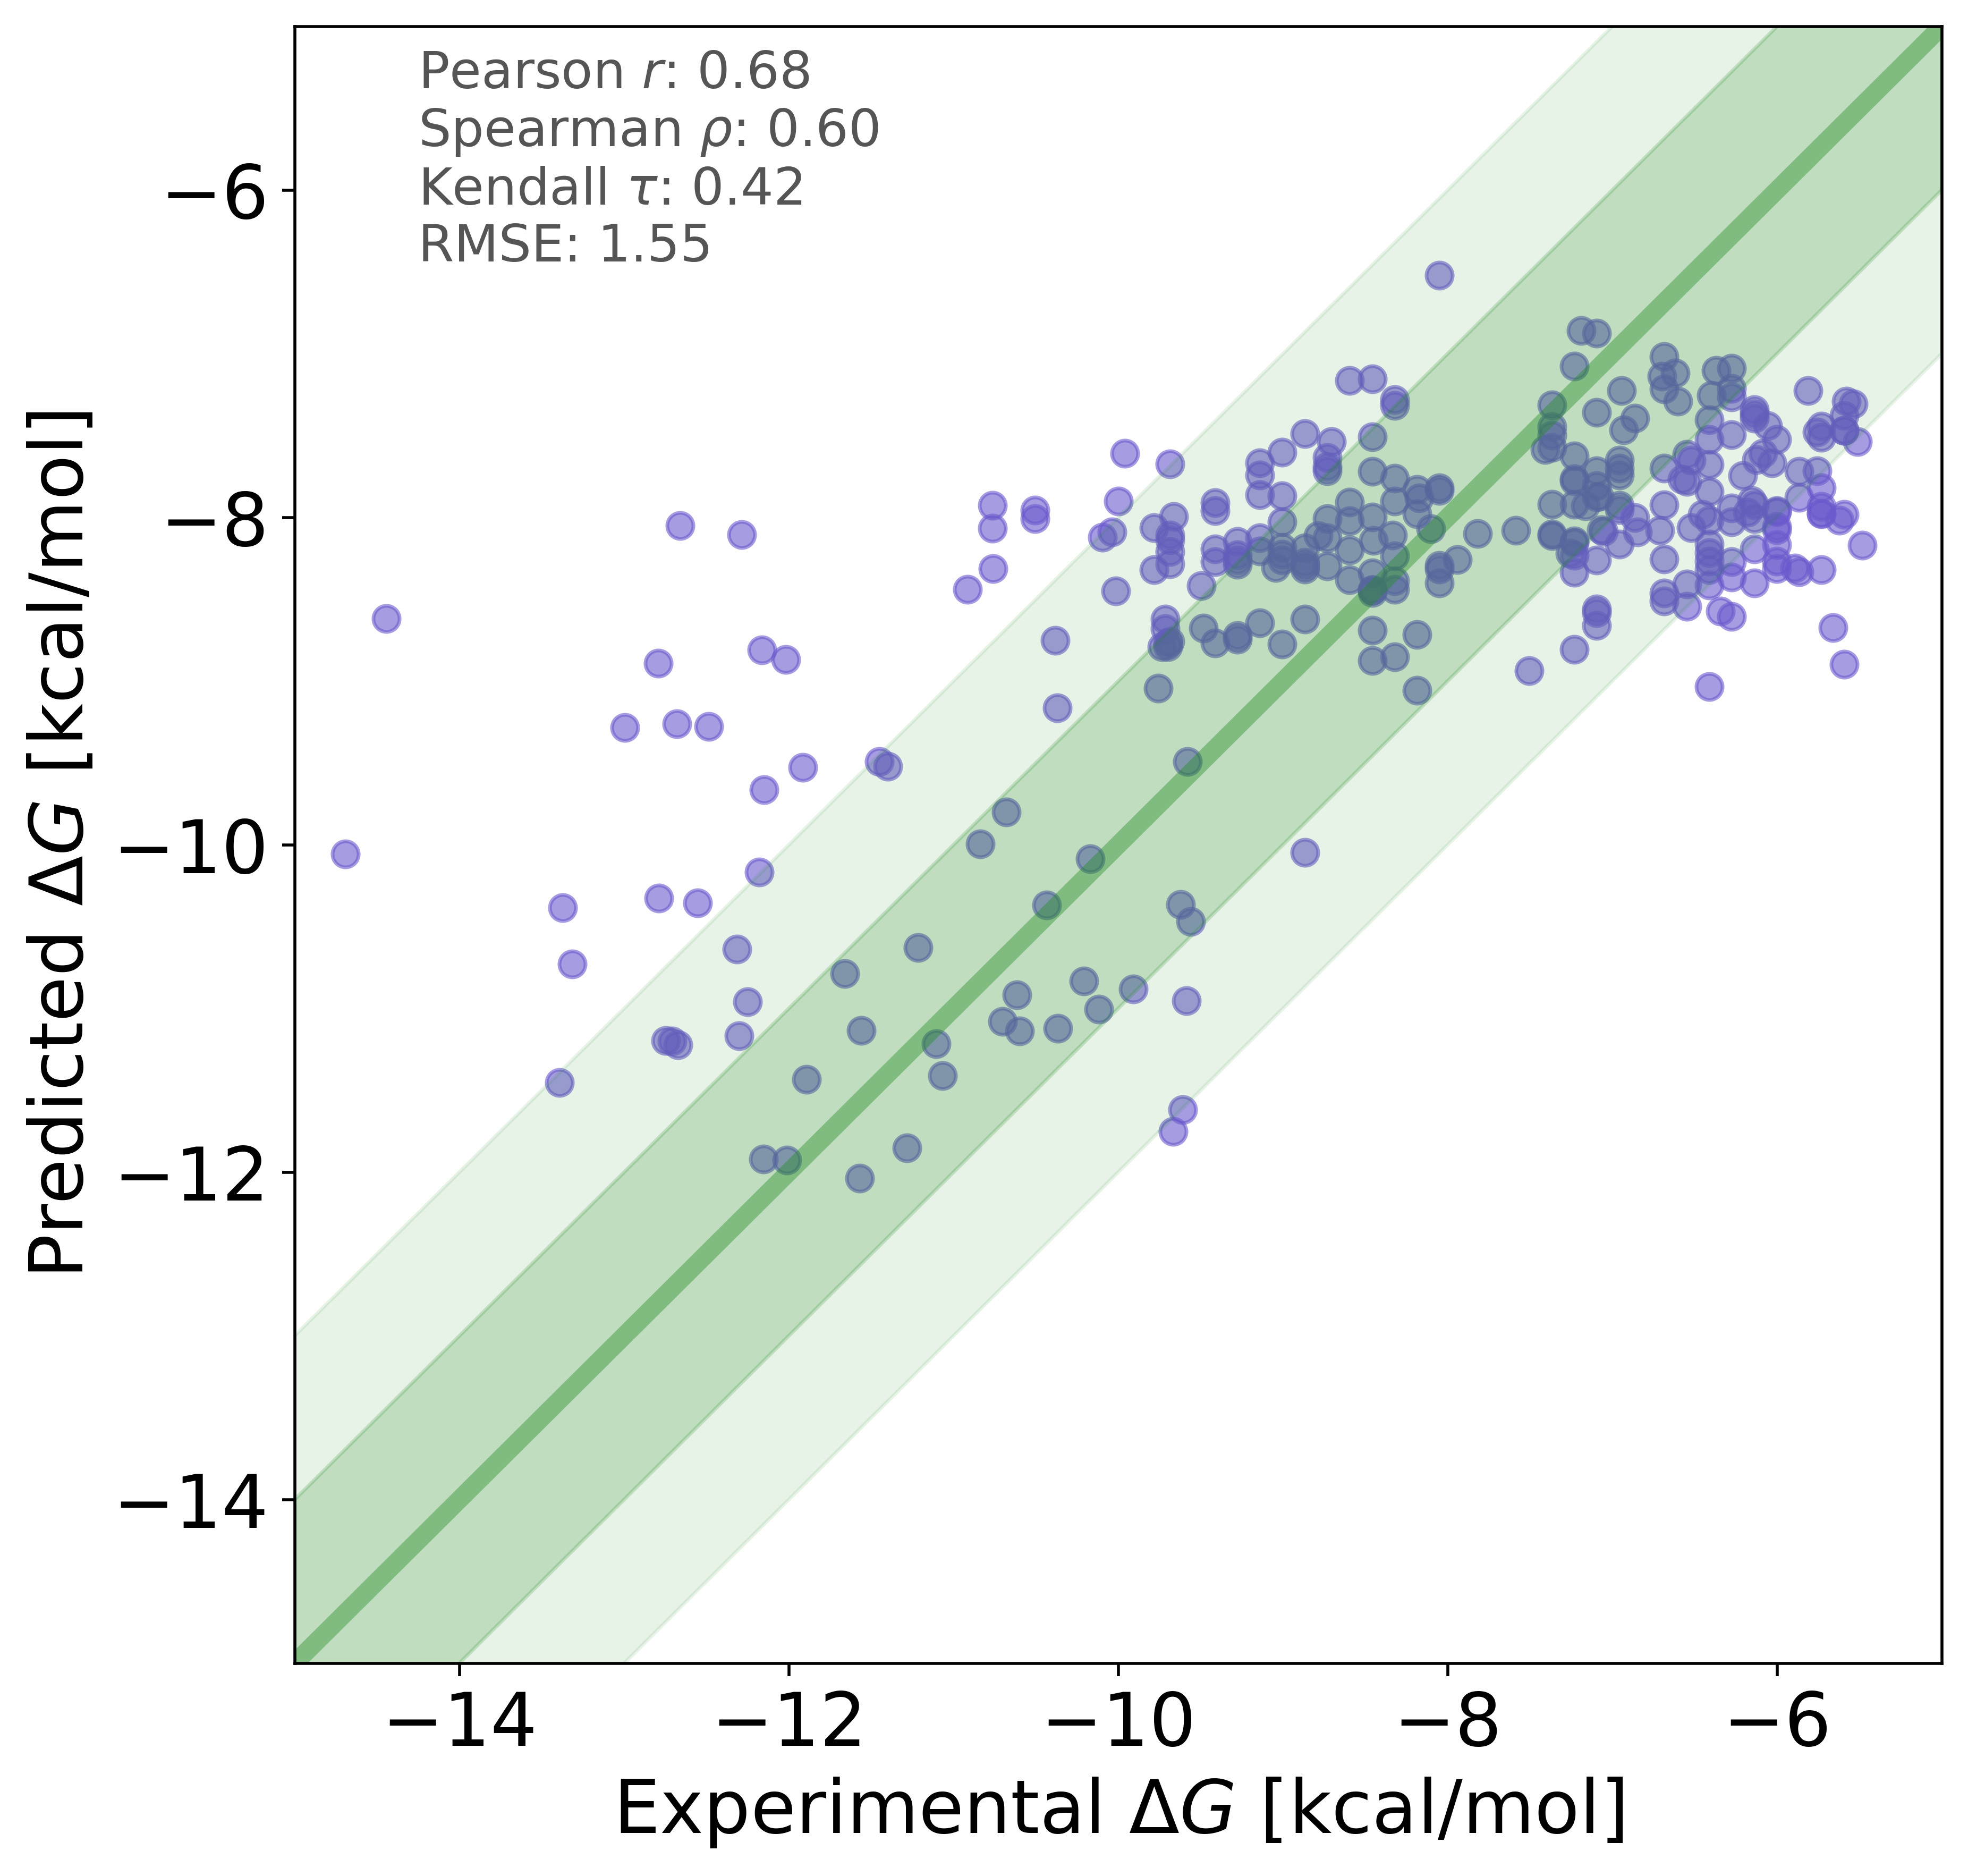 Pearson r: 0.68
Spearman ρ: 0.60
Kendall τ: 0.42
RMSE: 1.55
−6
−8
−10
−12
−14
Predicted ΔG [kcal/mol]
−14 −12 −10 −8 −6
Experimental ΔG [kcal/mol]